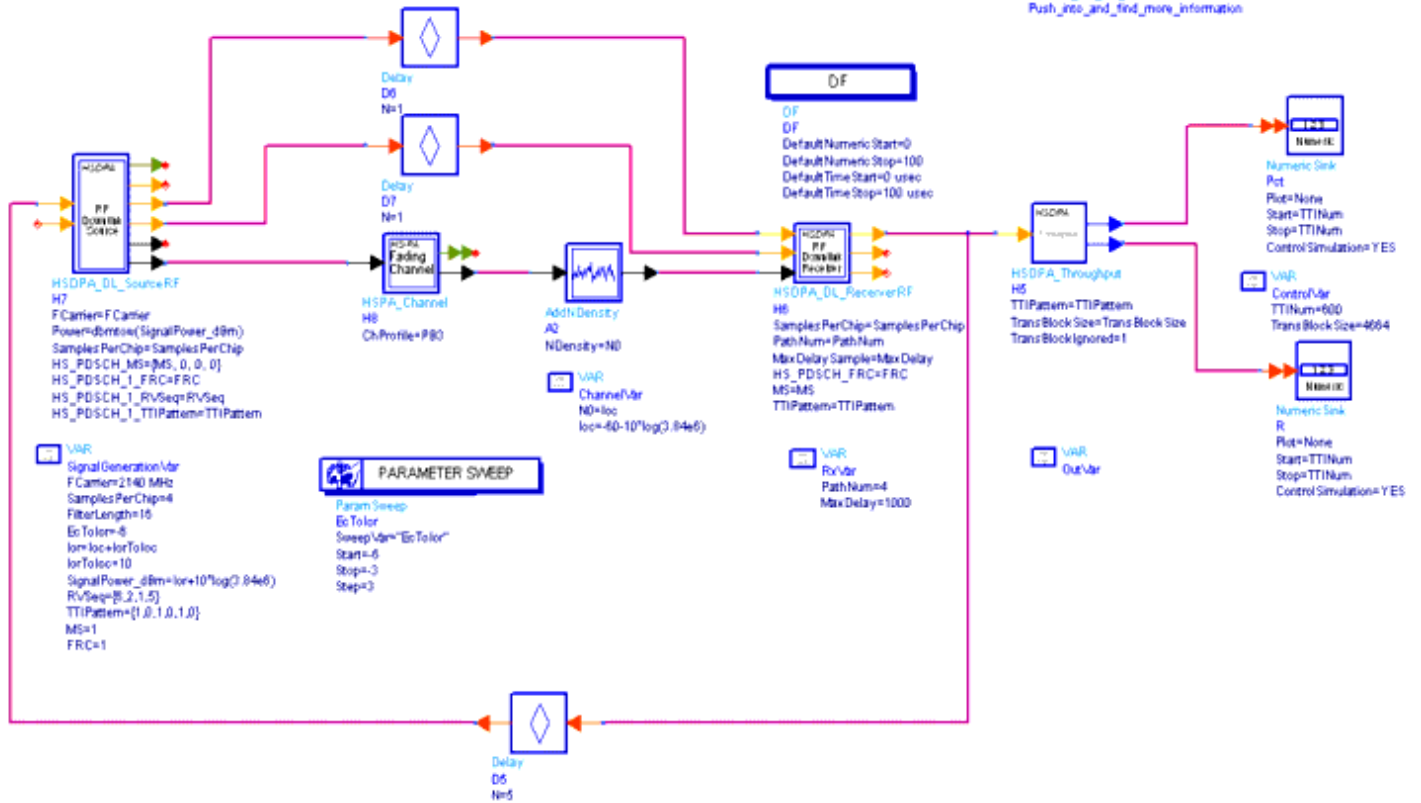 Push_into_and_find_more_information
Delay
D6
N=1
Delay
D7
N=1
DF
DF
DF
DefaultNumericStart=0
DefaultNumericStop=100
DefaultTimeStart=0 usec
DefaultTimeStop=100 usec
123
Numeric
Numeric Sink
Pct
Plot=None
Start=TTINum
Stop=TTINum
ControlSimulation=YES
HSDPA
RF
Downlink
Source
HSDPA_DL_SourceRF
H7
FCarrier=FCarrier
Power=dbmtow(SignalPower_dBm)
SamplesPerChip=SamplesPerChip
HS_PDSCH_MS={MS, 0, 0, 0}
HS_PDSCH_1_FRC=FRC
HS_PDSCH_1_RVSeq=RVSeq
HS_PDSCH_1_TTIPattern=TTIPattern
HSPA
Fading
Channel
HSPA_Channel
H8
ChProfile=PB3
AddNDensity
A2
NDensity=N0
VAR
ChannelVar
N0=Ioc
Ioc=-60-10*log(3.84e6)
HSDPA
RF
Downlink
Receiver
HSDPA_DL_ReceiverRF
H6
SamplesPerChip=SamplesPerChip
PathNum=PathNum
MaxDelaySample=MaxDelay
HS_PDSCH_FRC=FRC
MS=MS
TTIPattern=TTIPattern
HSDPA
HSDPA_Throughput
H5
TTIPattern=TTIPattern
TransBlockSize=TransBlockSize
TransBlockIgnored=1
VAR
ControlVar
TTINum=600
TransBlockSize=4664
123
Numeric
Numeric Sink
R
Plot=None
Start=TTINum
Stop=TTINum
ControlSimulation=YES
VAR
SignalGenerationVar
FCarrier=2140 MHz
SamplesPerChip=4
FilterLength=16
EcToIor=-6
Ior=Ioc+IorToIoc
IorToIoc=10
SignalPower_dBm=Ior+10*log(3.84e6)
TTIPattern={1,0,1,0,1,0}
MS=1
FRC=1
PARAMETER SWEEP
ParamSweep
EcToIor
SweepVar="EcToIor"
Start=-6
Stop=-3
Step=3
VAR
RxVar
PathNum=4
MaxDelay=1000
VAR
OutVar
Delay
D5
N=5